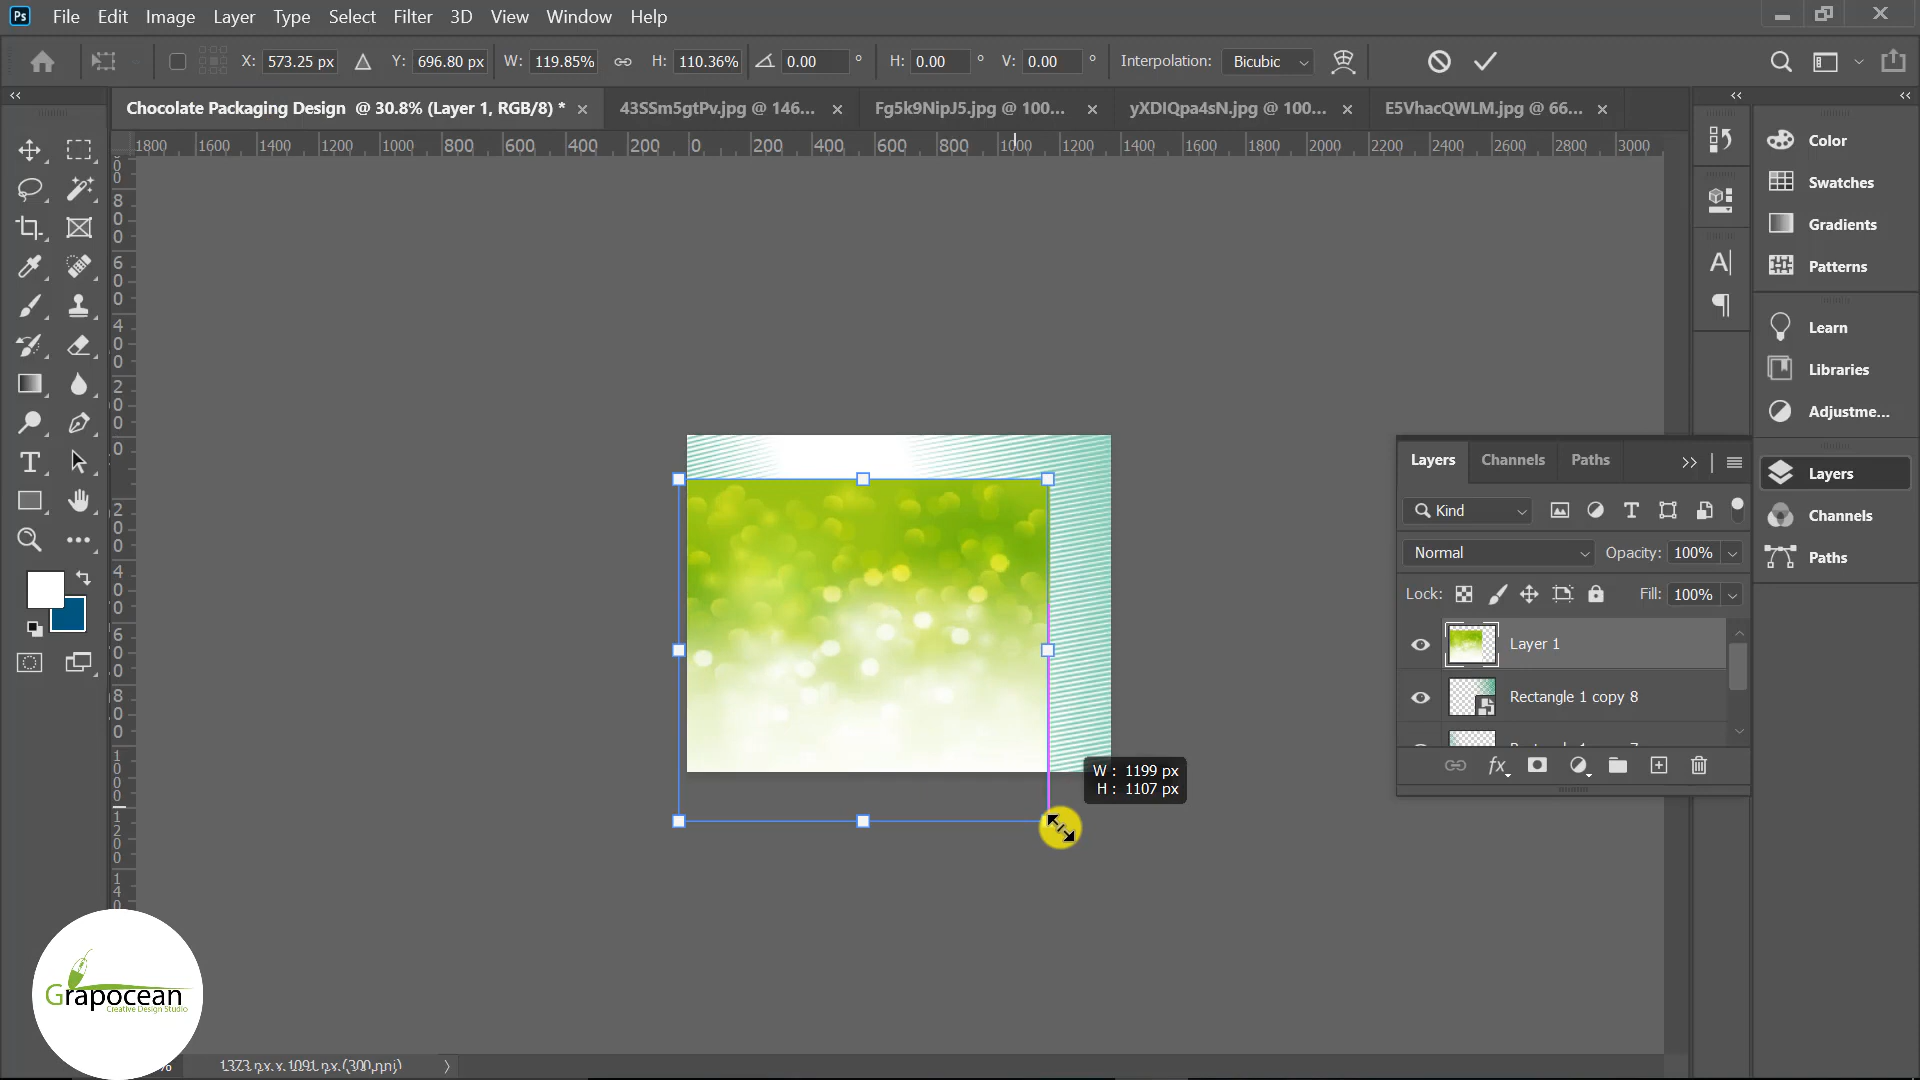 Ps File Edit Image Layer Type Select Filter 3D View Window Help
X: 573.25 px Y: 696.80 px W: 119.85% H: 110.36% 0.00 ° H: 0.00 ° V: 0.00 ° Interpolation: Bicubic
Chocolate Packaging Design @ 30.8% (Layer 1, RGB/8) * × 43SSm5gtPv.jpg @ 146... × Fg5k9NipJ5.jpg @ 100... × yXDIQpa4sN.jpg @ 100... × E5VhacQWLM.jpg @ 66... ×
1800 1600 1400 1200 1000 800 600 400 200 0 200 400 600 800 1000 1200 1400 1600 1800 2000 2200 2400 2600 2800 3000
Color
Swatches
Gradients
Patterns
Learn
Libraries
Adjustme...
Layers
Channels
Paths
Layers Channels Paths
Kind
Normal Opacity: 100%
Lock: Fill: 100%
Layer 1
Rectangle 1 copy 8
fx
W : 1199 px
H : 1107 px
Grapocean
Creative Design Studio
1373 px x 1091 px (300 ppi)